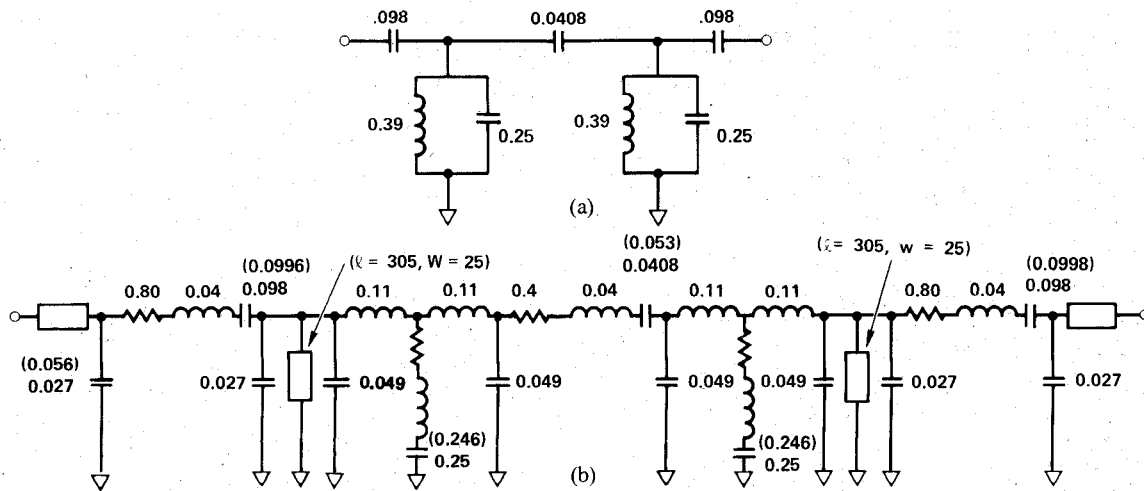 .098 0.0408 .098
0.39 0.25 0.39 0.25
(a)
(0.0996) (ℓ = 305, W = 25) (0.053) (ℓ = 305, w = 25) (0.0998)
0.80 0.04 0.098 0.11 0.11 0.4 0.04 0.0408 0.11 0.11 0.80 0.04 0.098
(0.056)
0.027 0.027 0.049 0.049 0.049 0.049 0.027 0.027
(0.246) (0.246)
0.25 0.25
(b)